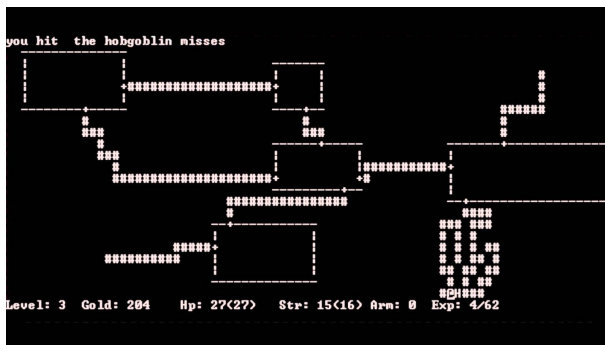 you hit  the hobgoblin misses
Level: 3  Gold: 204  Hp: 27(27)  Str: 15(16)  Arm: 0  Exp: 4/62